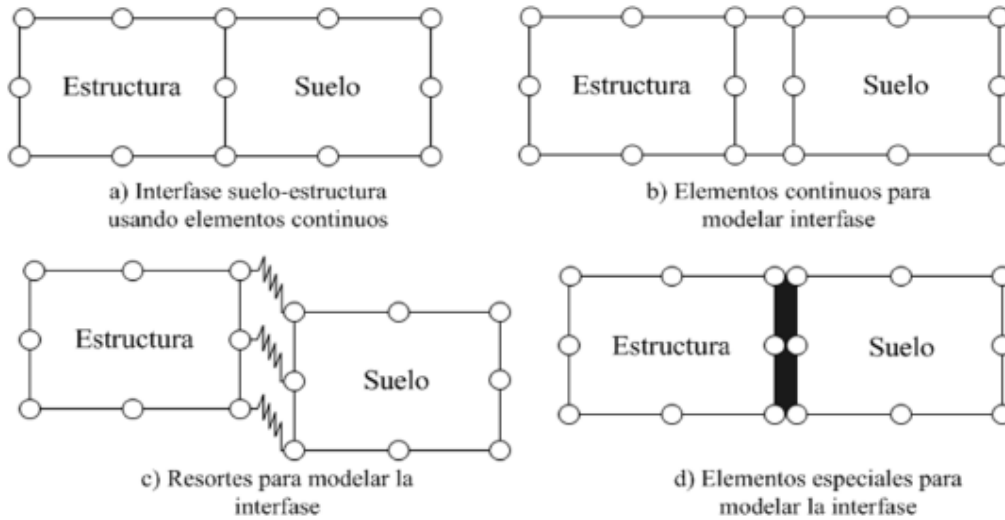 Estructura
Suelo
a) Interfase suelo-estructura
usando elementos continuos
Estructura
Suelo
b) Elementos continuos para
modelar interfase
Estructura
Suelo
c) Resortes para modelar la
interfase
Estructura
Suelo
d) Elementos especiales para
modelar la interfase